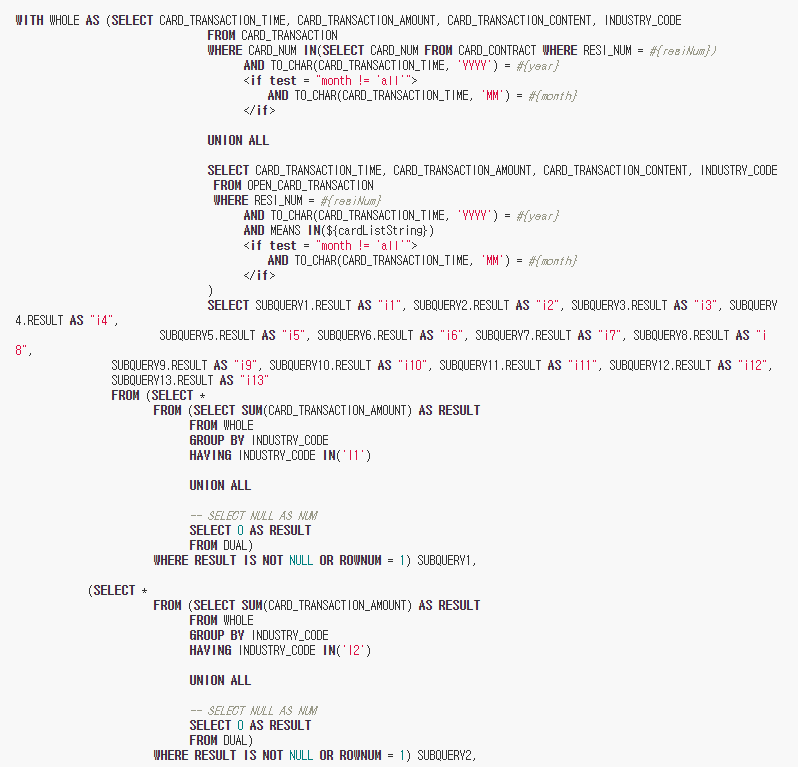 WITH WHOLE AS (SELECT CARD_TRANSACTION_TIME, CARD_TRANSACTION_AMOUNT, CARD_TRANSACTION_CONTENT, INDUSTRY_CODE
FROM CARD_TRANSACTION
WHERE CARD_NUM IN(SELECT CARD_NUM FROM CARD_CONTRACT WHERE RESI_NUM = #{resiNum})
AND TO_CHAR(CARD_TRANSACTION_TIME, 'YYYY') = #{year}
<if test = "month != 'all'">
AND TO_CHAR(CARD_TRANSACTION_TIME, 'MM') = #{month}
</if>
UNION ALL
SELECT CARD_TRANSACTION_TIME, CARD_TRANSACTION_AMOUNT, CARD_TRANSACTION_CONTENT, INDUSTRY_CODE
FROM OPEN_CARD_TRANSACTION
WHERE RESI_NUM = #{resiNum}
AND TO_CHAR(CARD_TRANSACTION_TIME, 'YYYY') = #{year}
AND MEANS IN(${cardListString})
<if test = "month != 'all'">
AND TO_CHAR(CARD_TRANSACTION_TIME, 'MM') = #{month}
</if>
)
SELECT SUBQUERY1.RESULT AS "i1", SUBQUERY2.RESULT AS "i2", SUBQUERY3.RESULT AS "i3", SUBQUERY
4.RESULT AS "i4",
SUBQUERY5.RESULT AS "i5", SUBQUERY6.RESULT AS "i6", SUBQUERY7.RESULT AS "i7", SUBQUERY8.RESULT AS "i
8",
SUBQUERY9.RESULT AS "i9", SUBQUERY10.RESULT AS "i10", SUBQUERY11.RESULT AS "i11", SUBQUERY12.RESULT AS "i12",
SUBQUERY13.RESULT AS "i13"
FROM (SELECT *
FROM (SELECT SUM(CARD_TRANSACTION_AMOUNT) AS RESULT
FROM WHOLE
GROUP BY INDUSTRY_CODE
HAVING INDUSTRY_CODE IN('I1')
UNION ALL
-- SELECT NULL AS NUM
SELECT 0 AS RESULT
FROM DUAL)
WHERE RESULT IS NOT NULL OR ROWNUM = 1) SUBQUERY1,
(SELECT *
FROM (SELECT SUM(CARD_TRANSACTION_AMOUNT) AS RESULT
FROM WHOLE
GROUP BY INDUSTRY_CODE
HAVING INDUSTRY_CODE IN('I2')
UNION ALL
-- SELECT NULL AS NUM
SELECT 0 AS RESULT
FROM DUAL)
WHERE RESULT IS NOT NULL OR ROWNUM = 1) SUBQUERY2,